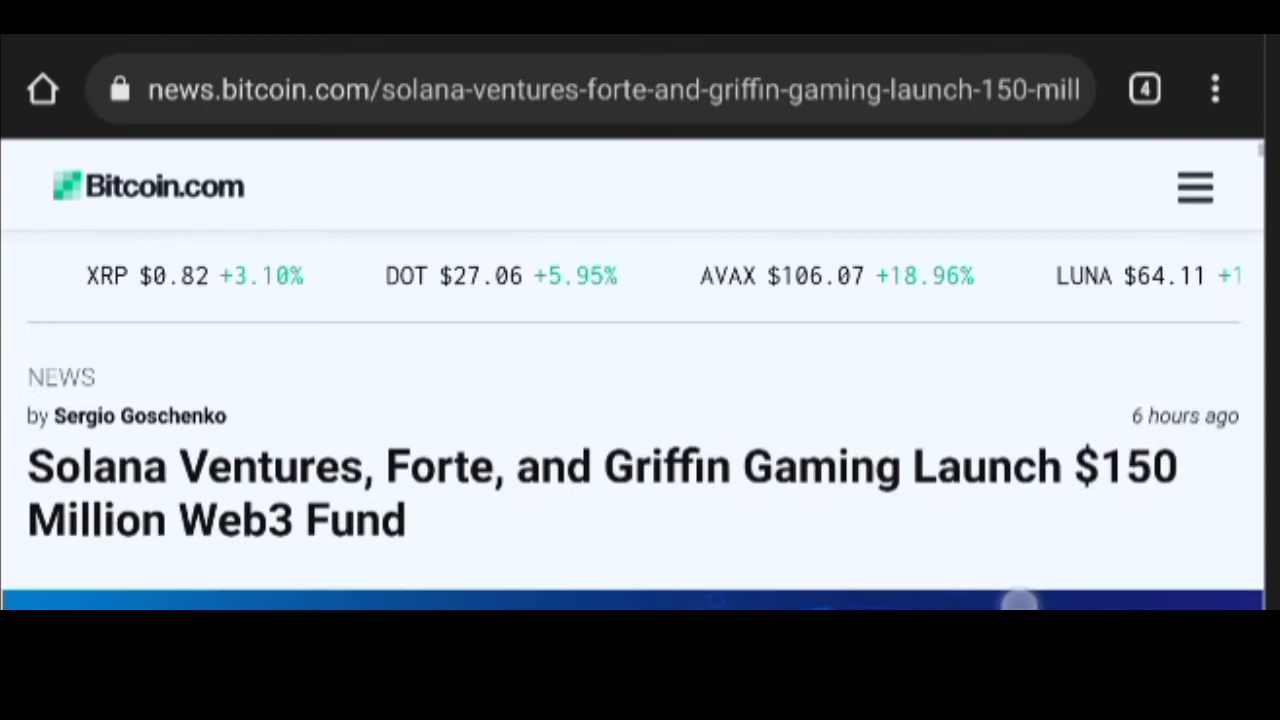 news.bitcoin.com/solana-ventures-forte-and-griffin-gaming-launch-150-mill 4
Bitcoin.com
XRP $0.82 +3.10% DOT $27.06 +5.95% AVAX $106.07 +18.96% LUNA $64.11 +1
NEWS
by Sergio Goschenko 6 hours ago
Solana Ventures, Forte, and Griffin Gaming Launch $150
Million Web3 Fund